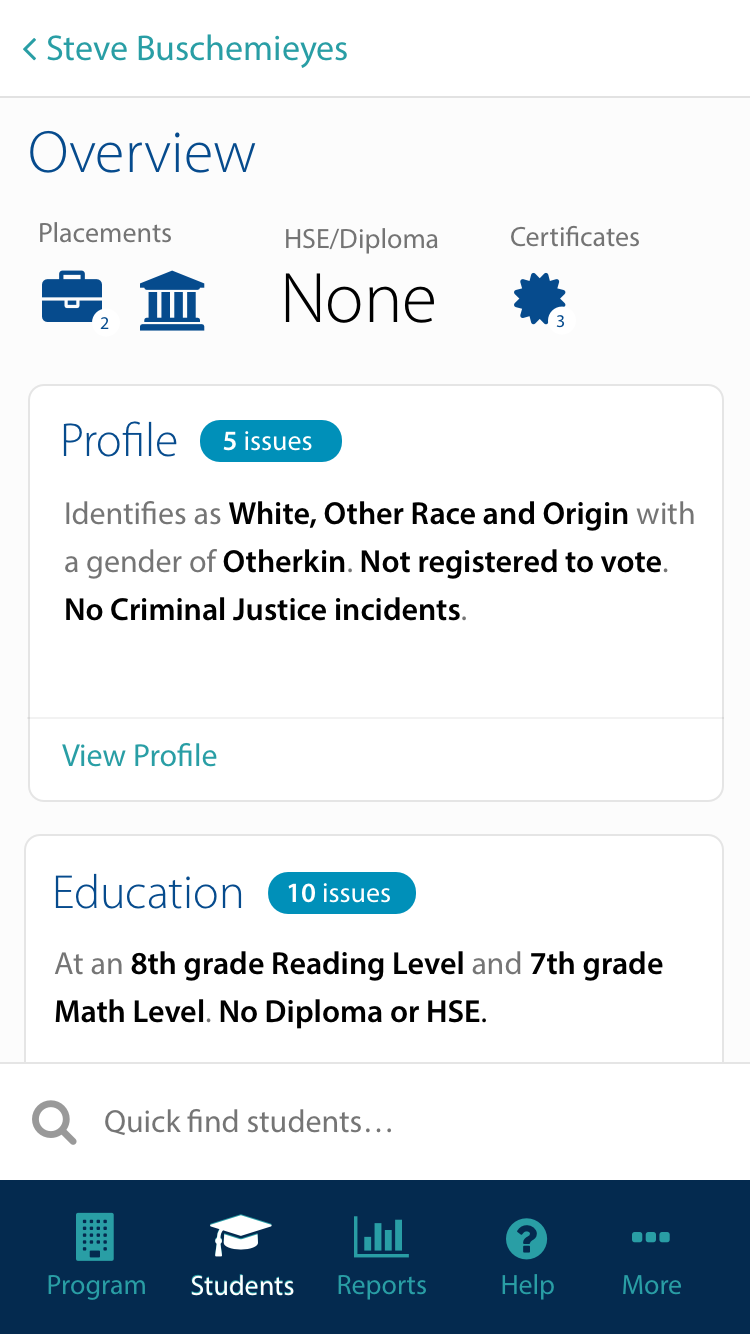 Steve Buschemieyes
Overview
Placements
HSE/Diploma
Certificates
2
None
3
Profile
5 issues
Identifies as White, Other Race and Origin with
a gender of Otherkin. Not registered to vote.
No Criminal Justice incidents.
View Profile
Education
10 issues
At an 8th grade Reading Level and 7th grade
Math Level. No Diploma or HSE.
Quick find students…
Program
Students
Reports
Help
More